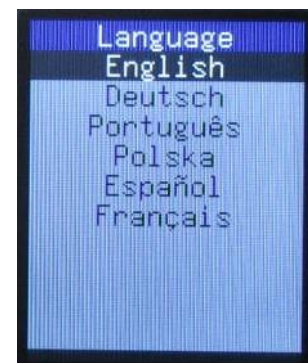 Language
English
Deutsch
Português
Polska
Español
Français